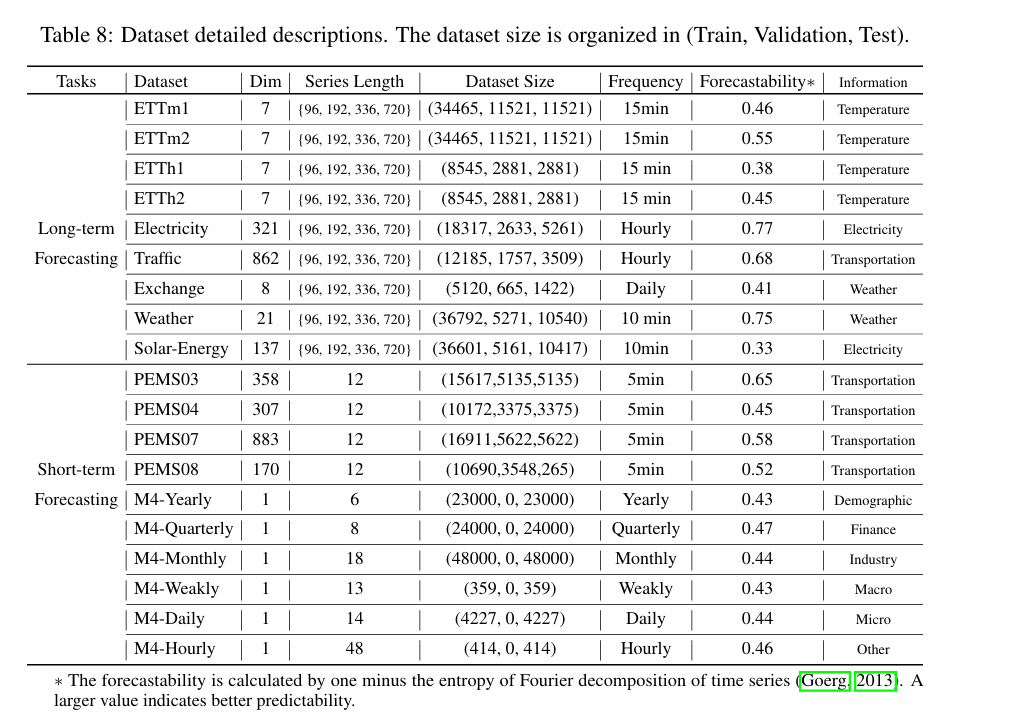 Table 8: Dataset detailed descriptions. The dataset size is organized in (Train, Validation, Test).
Tasks Dataset Dim Series Length Dataset Size Frequency Forecastability∗ Information
ETTm1 7 {96, 192, 336, 720} (34465, 11521, 11521) 15min 0.46 Temperature
ETTm2 7 {96, 192, 336, 720} (34465, 11521, 11521) 15min 0.55 Temperature
ETTh1 7 {96, 192, 336, 720} (8545, 2881, 2881) 15 min 0.38 Temperature
ETTh2 7 {96, 192, 336, 720} (8545, 2881, 2881) 15 min 0.45 Temperature
Long-term Electricity 321 {96, 192, 336, 720} (18317, 2633, 5261) Hourly 0.77 Electricity
Forecasting Traffic 862 {96, 192, 336, 720} (12185, 1757, 3509) Hourly 0.68 Transportation
Exchange 8 {96, 192, 336, 720} (5120, 665, 1422) Daily 0.41 Weather
Weather 21 {96, 192, 336, 720} (36792, 5271, 10540) 10 min 0.75 Weather
Solar-Energy 137 {96, 192, 336, 720} (36601, 5161, 10417) 10min 0.33 Electricity
PEMS03 358 12 (15617,5135,5135) 5min 0.65 Transportation
PEMS04 307 12 (10172,3375,3375) 5min 0.45 Transportation
PEMS07 883 12 (16911,5622,5622) 5min 0.58 Transportation
Short-term PEMS08 170 12 (10690,3548,265) 5min 0.52 Transportation
Forecasting M4-Yearly 1 6 (23000, 0, 23000) Yearly 0.43 Demographic
M4-Quarterly 1 8 (24000, 0, 24000) Quarterly 0.47 Finance
M4-Monthly 1 18 (48000, 0, 48000) Monthly 0.44 Industry
M4-Weakly 1 13 (359, 0, 359) Weakly 0.43 Macro
M4-Daily 1 14 (4227, 0, 4227) Daily 0.44 Micro
M4-Hourly 1 48 (414, 0, 414) Hourly 0.46 Other
∗ The forecastability is calculated by one minus the entropy of Fourier decomposition of time series (Goerg, 2013). A
larger value indicates better predictability.